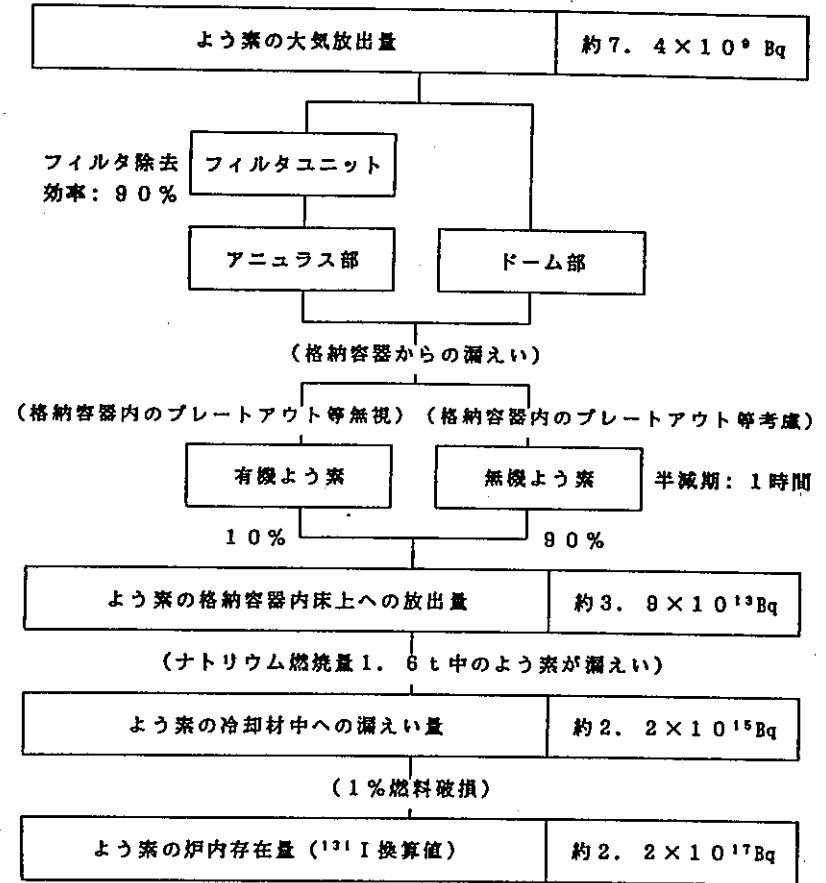 よう素の大気放出量 約7.4×10⁹ Bq
フィルタ除去
効率:90%
フィルタユニット
アニュラス部 ドーム部
(格納容器からの漏えい)
(格納容器内のプレートアウト等無視) (格納容器内のプレートアウト等考慮)
有機よう素 無機よう素 半減期:1時間
10% 90%
よう素の格納容器内床上への放出量 約3.9×10¹³Bq
(ナトリウム燃焼量1.6t中のよう素が漏えい)
よう素の冷却材中への漏えい量 約2.2×10¹⁵Bq
(1%燃料破損)
よう素の炉内存在量(¹³¹I換算値) 約2.2×10¹⁷Bq